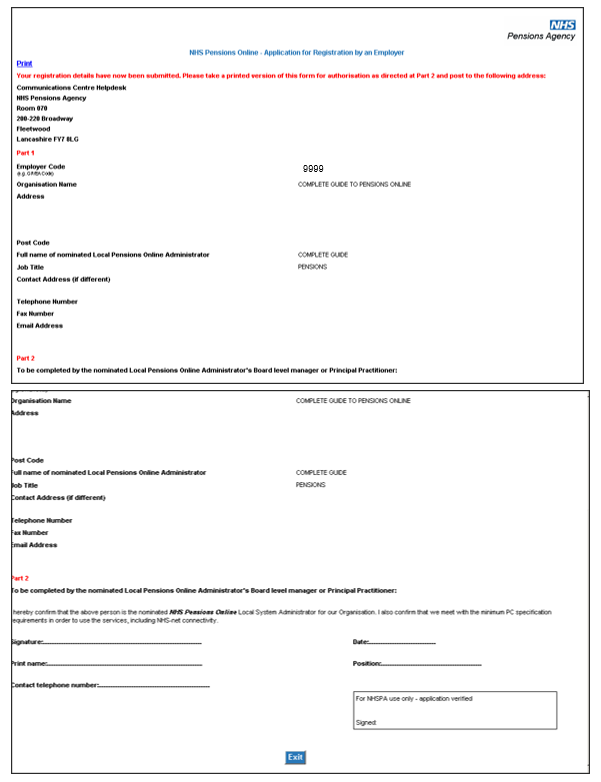 NHS
Pensions Agency
NHS Pensions Online - Application for Registration by an Employer
Print
Your registration details have now been submitted. Please take a printed version of this form for authorisation as directed at Part 2 and post to the following address:
Communications Centre Helpdesk
NHS Pensions Agency
Room 070
200-220 Broadway
Fleetwood
Lancashire FY7 8LG
Part 1
Employer Code 9999
(e.g. GP/EA Code)
Organisation Name COMPLETE GUIDE TO PENSIONS ONLINE
Address
Post Code
Full name of nominated Local Pensions Online Administrator COMPLETE GUIDE
Job Title PENSIONS
Contact Address (if different)
Telephone Number
Fax Number
Email Address
Part 2
To be completed by the nominated Local Pensions Online Administrator's Board level manager or Principal Practitioner:
Organisation Name COMPLETE GUIDE TO PENSIONS ONLINE
Address
Post Code
Full name of nominated Local Pensions Online Administrator COMPLETE GUIDE
Job Title PENSIONS
Contact Address (if different)
Telephone Number
Fax Number
Email Address
Part 2
To be completed by the nominated Local Pensions Online Administrator's Board level manager or Principal Practitioner:
hereby confirm that the above person is the nominated NHS Pensions Online Local System Administrator for our Organisation. I also confirm that we meet with the minimum PC specification
requirements in order to use the services, including NHS-net connectivity.
Signature: Date:
Print name: Position:
Contact telephone number:
For NHSPA use only - application verified
Signed:
Exit